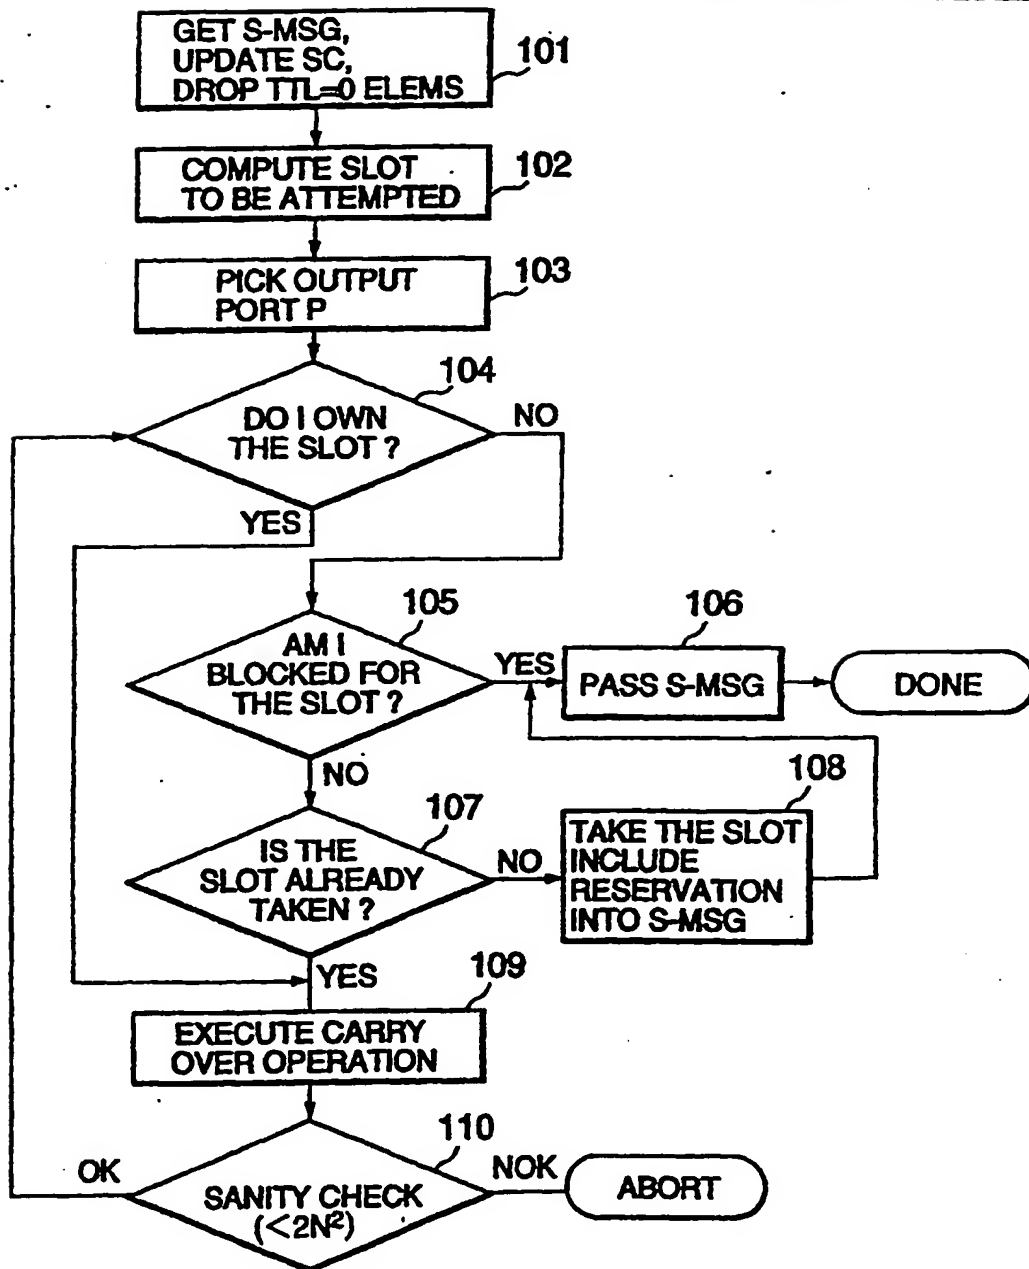 GET S-MSG,
UPDATE SC,
DROP TTL=0 ELEMS
101
COMPUTE SLOT
TO BE ATTEMPTED
102
PICK OUTPUT
PORT P
103
104
DO I OWN
THE SLOT ?
NO
YES
105
AM I
BLOCKED FOR
THE SLOT ?
YES
106
PASS S-MSG
DONE
NO
107
IS THE
SLOT ALREADY
TAKEN ?
NO
108
TAKE THE SLOT
INCLUDE
RESERVATION
INTO S-MSG
YES
109
EXECUTE CARRY
OVER OPERATION
110
OK
SANITY CHECK
(<2N²)
NOK
ABORT